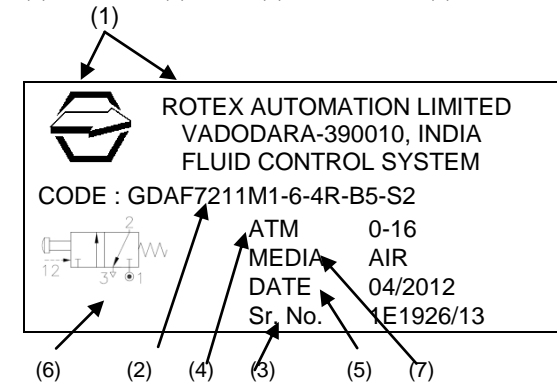 (1)
ROTEX AUTOMATION LIMITED
VADODARA-390010, INDIA
FLUID CONTROL SYSTEM
CODE : GDAF7211M1-6-4R-B5-S2
2
12 3 1
ATM 0-16
MEDIA AIR
DATE 04/2012
Sr. No. 1E1926/13
(6) (2) (4) (3) (5) (7)